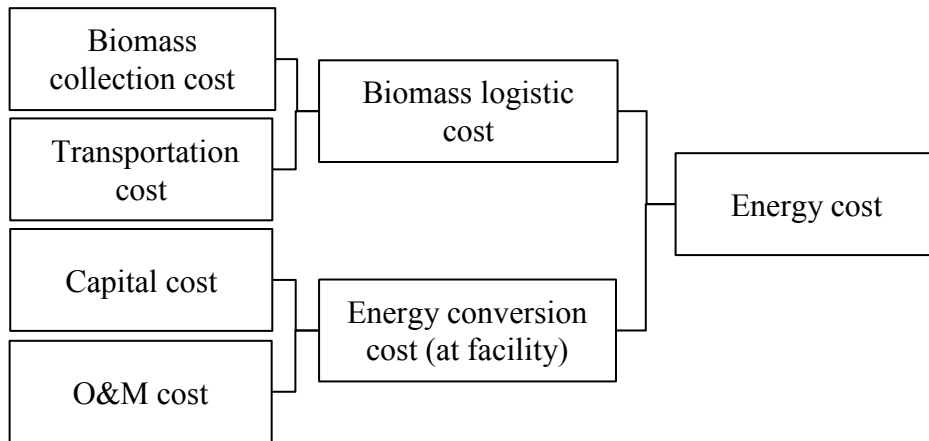 Biomass
collection cost
Transportation
cost
Capital cost
O&M cost
Biomass logistic
cost
Energy conversion
cost (at facility)
Energy cost